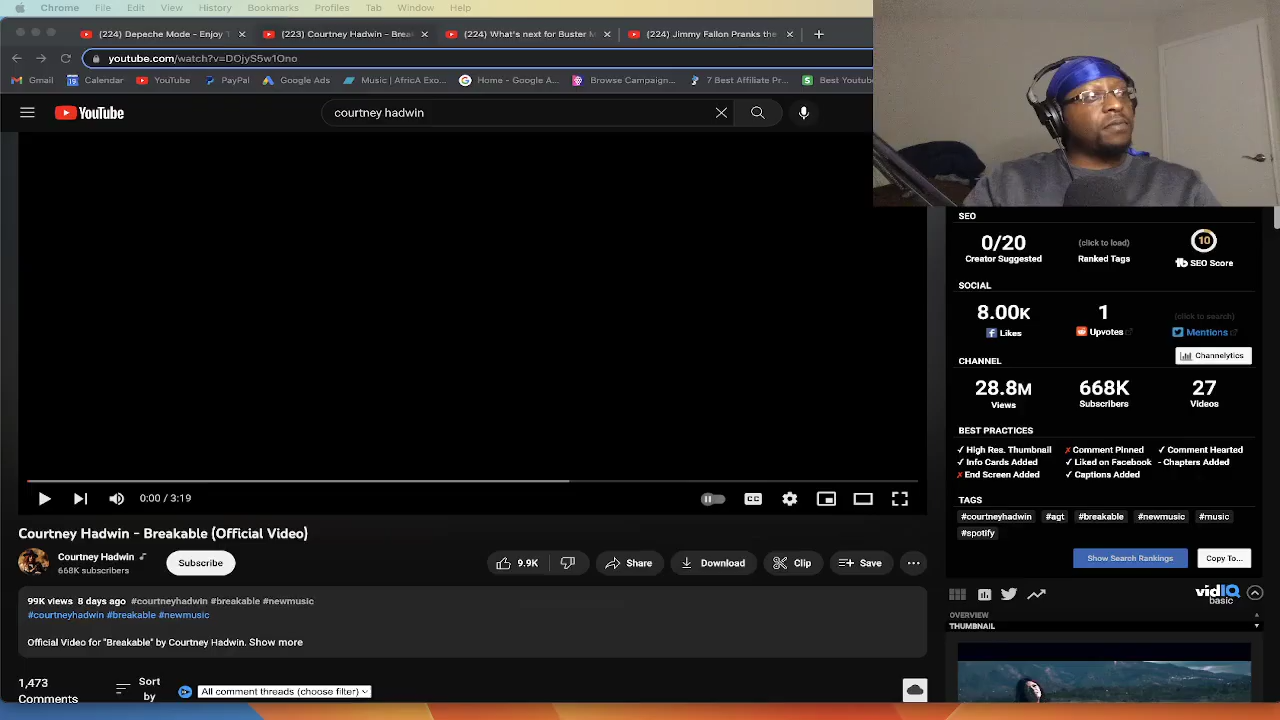 Chrome File Edit View History Bookmarks Profiles Tab Window Help
(224) Depeche Mode - Enjoy T (223) Courtney Hadwin - Brea (224) What's next for Buster M (224) Jimmy Fallon Pranks the
youtube.com/watch?v=DOjyS5w1Ono
Gmail Calendar YouTube PayPal Google Ads Music | AfricA Exo... Home - Google A... Browse Campaign... 7 Best Affiliate Pr... Best Youtub
YouTube courtney hadwin
SEO
0/20 (click to load) 10
Creator Suggested Ranked Tags tb SEO Score
SOCIAL
8.00K 1 (click to search)
Likes Upvotes Mentions
Channelytics
CHANNEL
28.8M 668K 27
Views Subscribers Videos
BEST PRACTICES
✓ High Res. Thumbnail ✗ Comment Pinned ✓ Comment Hearted
✓ Info Cards Added ✓ Liked on Facebook - Chapters Added
✗ End Screen Added ✓ Captions Added
TAGS
#courtneyhadwin #agt #breakable #newmusic #music
#spotify
Show Search Rankings Copy To...
vidIQ
basic
OVERVIEW
THUMBNAIL
0:00 / 3:19 CC
Courtney Hadwin - Breakable (Official Video)
Courtney Hadwin
668K subscribers
Subscribe 9.9K Share Download Clip Save
99K views 8 days ago #courtneyhadwin #breakable #newmusic
#courtneyhadwin #breakable #newmusic
Official Video for "Breakable" by Courtney Hadwin. Show more
1,473
Comments
Sort
by
All comment threads (choose filter)